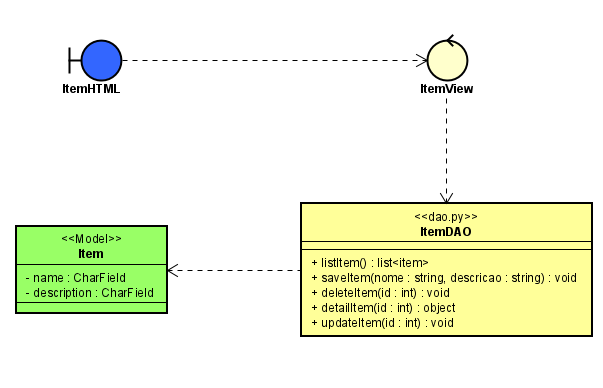 ItemHTML
ItemView
<<dao.py>>
ItemDAO
+ listItem() : list<item>
+ saveItem(nome : string, descricao : string) : void
+ deleteItem(id : int) : void
+ detailItem(id : int) : object
+ updateItem(id : int) : void
<<Model>>
Item
- name : CharField
- description : CharField